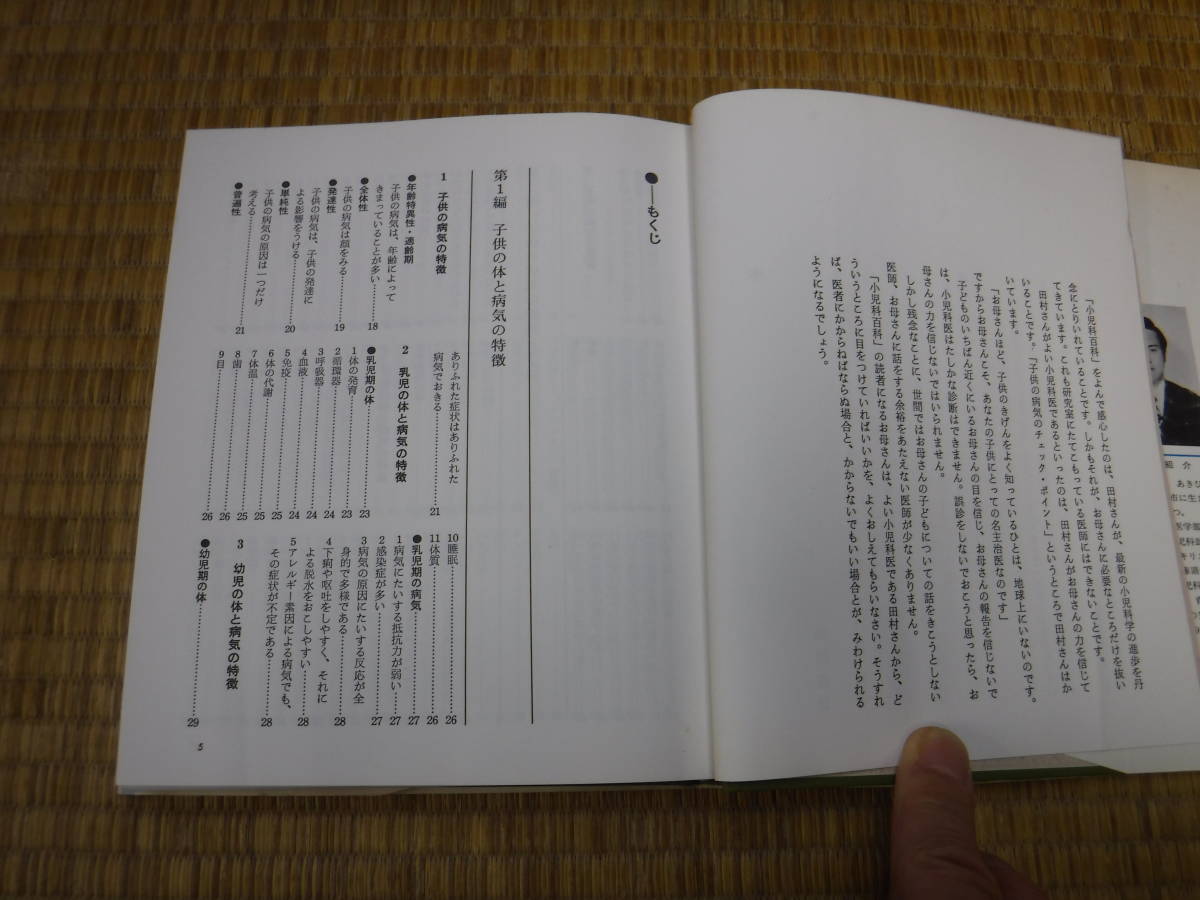 「小児科百科」をよんで感心したのは、田村さんが、最新の小児科学の進歩を丹
念にとりいれていることです。しかもそれが、お母さんに必要なところだけを抜い
てきています。これも研究室にたてこもっている医師にはできないことです。
田村さんがよい小児科医であるといったのは、田村さんがお母さんの力を信じて
いることです。「子供の病気のチェック・ポイント」というところで田村さんはか
いています。
「お母さんほど、子供のきげんをよく知っているひとは、地球上にいないのです。
ですからお母さんこそ、あなたの子供にとっての名主治医なのです」
子どものいちばん近くにいるお母さんの目を信じ、お母さんの報告を信じないで
は、小児科医はたしかな診断はできません。誤診をしないでおこうと思ったら、お
母さんの力を信じないではいられません。
しかし残念なことに、世間ではお母さんの子どもについての話をきこうとしない
医師、お母さんに話をする余裕をあたえない医師が少なくありません。
「小児科百科」の読者になるお母さんは、よい小児科医である田村さんから、ど
ういうところに目をつけていればいいかを、よくおしえてもらいなさい。そうすれ
ば、医者にかからねばならぬ場合と、かからないでもい場合とが、みわけられる
ようになるでしょう。
●──もくじ
第1編 子供の体と病気の特徴
1 子供の病気の特徴
●年齢特異性・適齢期
子供の病気は、年齢によって
きまっていることが多い………18
●全体性
子供の病気は顔をみる…………19
●発達性
子供の病気は、子供の発達に
よる影響をうける………………20
●単純性
子供の病気の原因は一つだけ
考える……………………………21
●普遍性
ありふれた症状はありふれた
病気でおきる……………………21
2 乳児の体と病気の特徴
●乳児期の体………………………23
1 体の発育………………………23
2 循環器…………………………24
3 呼吸器…………………………24
4 血液……………………………24
5 免疫……………………………25
6 体の代謝………………………25
7 体温……………………………25
8 歯………………………………26
9 目………………………………26
10 睡眠……………………………26
11 体質……………………………26
●乳児期の病気……………………27
1 病気にたいする抵抗力が弱い…27
2 感染症が多い…………………27
3 病気の原因にたいする反応が全
身的で多様である………………28
4 下痢や嘔吐をしやすく、それに
よる脱水をおこしやすい………28
5 アレルギー素因による病気でも、
その症状が不定である…………28
3 幼児の体と病気の特徴
●幼児期の体………………………29
5
紹介
あきひ
市に生
つ。
医学部